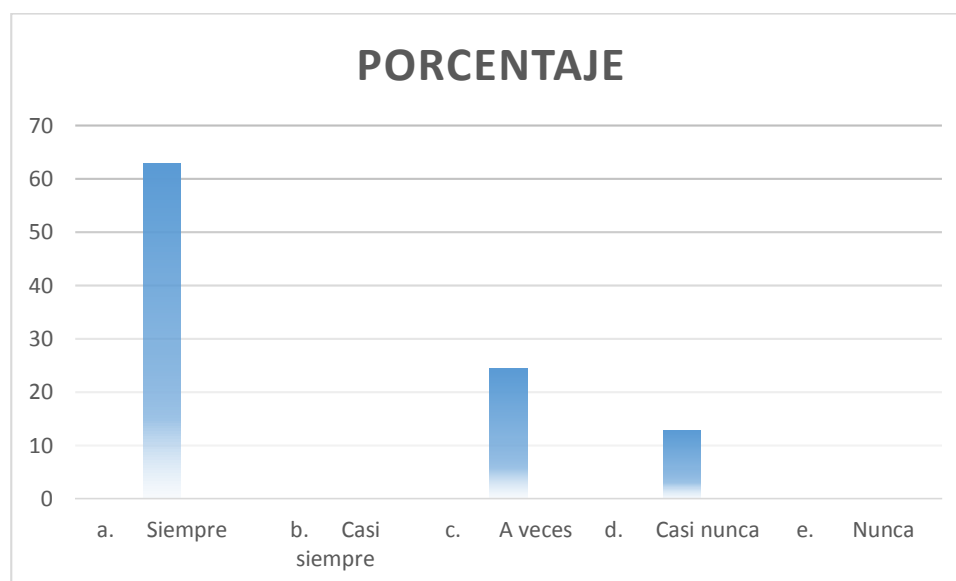 PORCENTAJE
70
60
50
40
30
20
10
0
a. Siempre
b. Casi
siempre
c. A veces
d. Casi nunca
e. Nunca